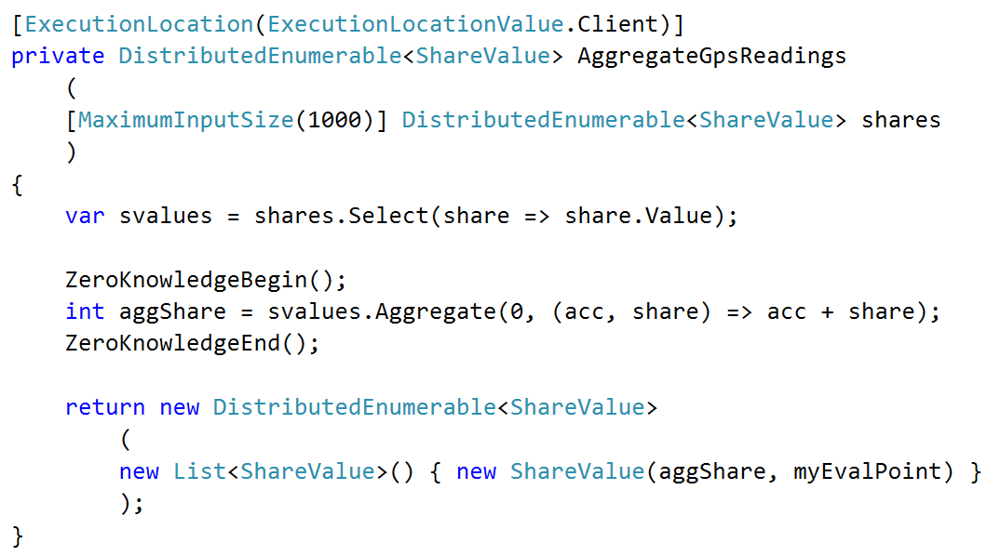 [ExecutionLocation(ExecutionLocationValue.Client)]
private DistributedEnumerable<ShareValue> AggregateGpsReadings
    (
    [MaximumInputSize(1000)] DistributedEnumerable<ShareValue> shares
    )
{
    var svalues = shares.Select(share => share.Value);

    ZeroKnowledgeBegin();
    int aggShare = svalues.Aggregate(0, (acc, share) => acc + share);
    ZeroKnowledgeEnd();

    return new DistributedEnumerable<ShareValue>
        (
        new List<ShareValue>() { new ShareValue(aggShare, myEvalPoint) }
        );
}